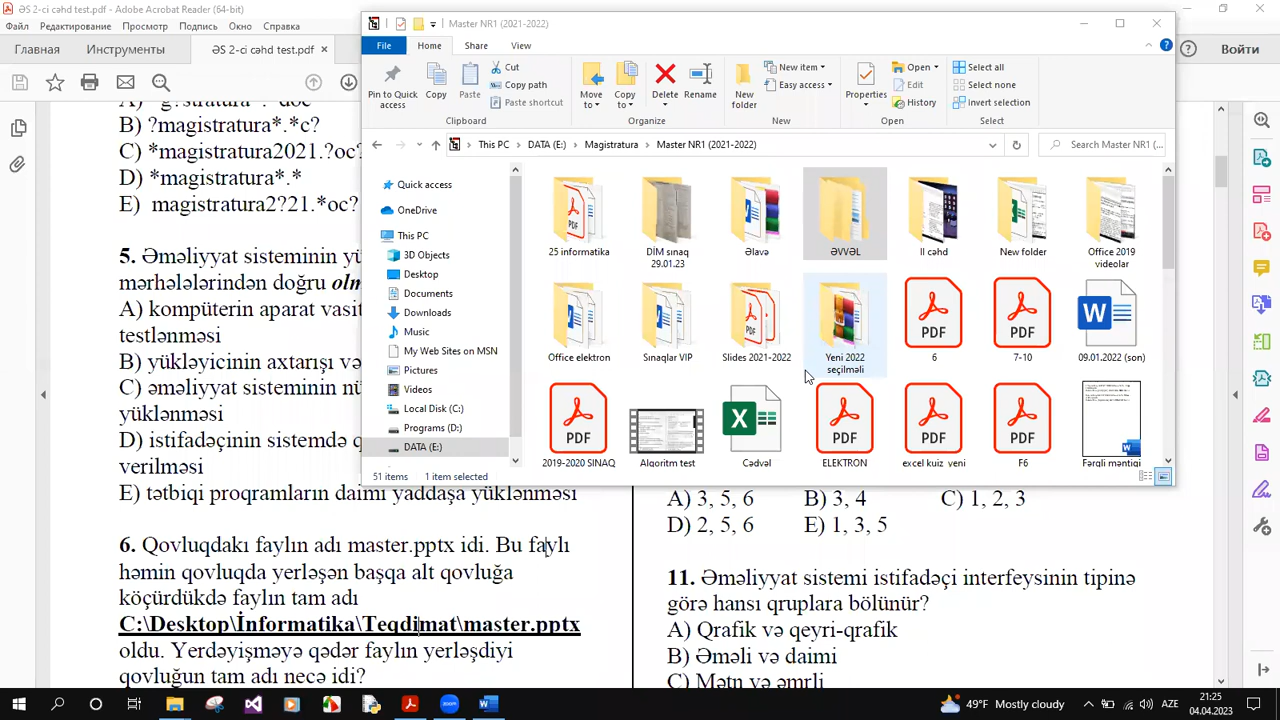 ƏS 2-ci cəhd test.pdf - Adobe Acrobat Reader (64-bit)
Файл Редактирование Просмотр Подпись Окно Справка
Главная Инструменты ƏS 2-ci cəhd test.pdf × Войти
Master NR1 (2021-2022)
File Home Share View
Pin to Quick access
Copy
Paste
Cut
Copy path
Paste shortcut
Clipboard
Move to
Copy to
Delete
Rename
Organize
New folder
New item
Easy access
New
Properties
Open
Edit
History
Open
Select all
Select none
Invert selection
Select
This PC > DATA (E:) > Magistratura > Master NR1 (2021-2022)
Search Master NR1 (...
Quick access
OneDrive
This PC
3D Objects
Desktop
Documents
Downloads
Music
My Web Sites on MSN
Pictures
Videos
Local Disk (C:)
Programs (D:)
DATA (E:)
25 informatika
DİM sınaq 29.01.23
Əlavə
ƏVVƏL
II cəhd
New folder
Office 2019 videolar
Office elektron
Sınaqlar VIP
Slides 2021-2022
Yeni 2022 seçilməli
6
7-10
09.01.2022 (son)
2019-2020 SINAQ
Alqoritm test
Cədvəl
ELEKTRON
excel kuiz yeni
F6
Fərqli məntiqi
51 items 1 item selected
B) ?magistratura*.*c?
C) *magistratura2021.?oc?
D) *magistratura*.*
E) magistratura2?21.*oc?
5. Əməliyyat sisteminin
mərhələlərindən doğru
A) kompüterin aparat
testlənməsi
B) yükləyicinin axtarışı
C) əməliyyat sisteminin
yüklənməsi
D) istifadəçinin sistemdə
verilməsi
E) tətbiqi proqramların daimi yaddaşa yüklənməsi
6. Qovluqdakı faylın adı master.pptx idi. Bu faylı
həmin qovluqda yerləşən başqa alt qovluğa
köçürdükdə faylın tam adı
C:\Desktop\İnformatika\Teqdimat\master.pptx
oldu. Yerdəyişməyə qədər faylın yerləşdiyi
qovluğun tam adı necə idi?
A) 3, 5, 6 B) 3, 4 C) 1, 2, 3
D) 2, 5, 6 E) 1, 3, 5
11. Əməliyyat sistemi istifadəçi interfeysinin tipinə
görə hansı qruplara bölünür?
A) Qrafik və qeyri-qrafik
B) Əməli və daimi
C) Mətn və əmrli
49°F Mostly cloudy
AZE
21:25
04.04.2023